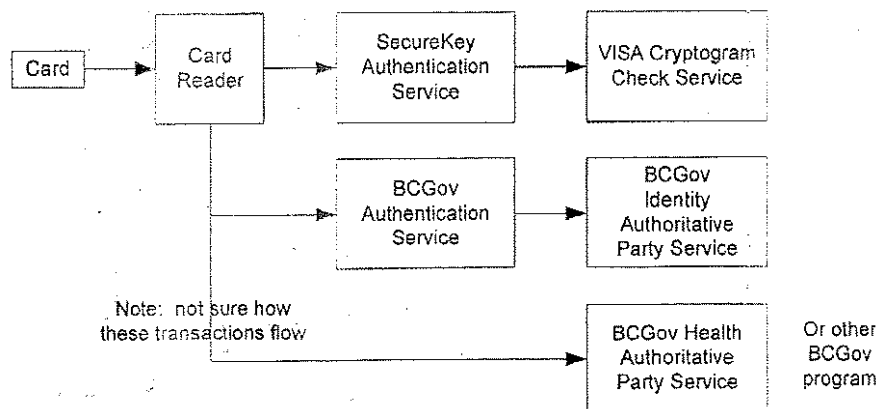 Card
Card
Reader
SecureKey
Authentication
Service
VISA Cryptogram
Check Service
BCGov
Authentication
Service
BCGov
Identity
Authoritative
Party Service
Note: not sure how
these transactions flow
BCGov Health
Authoritative
Party Service
Or other
BCGov
program